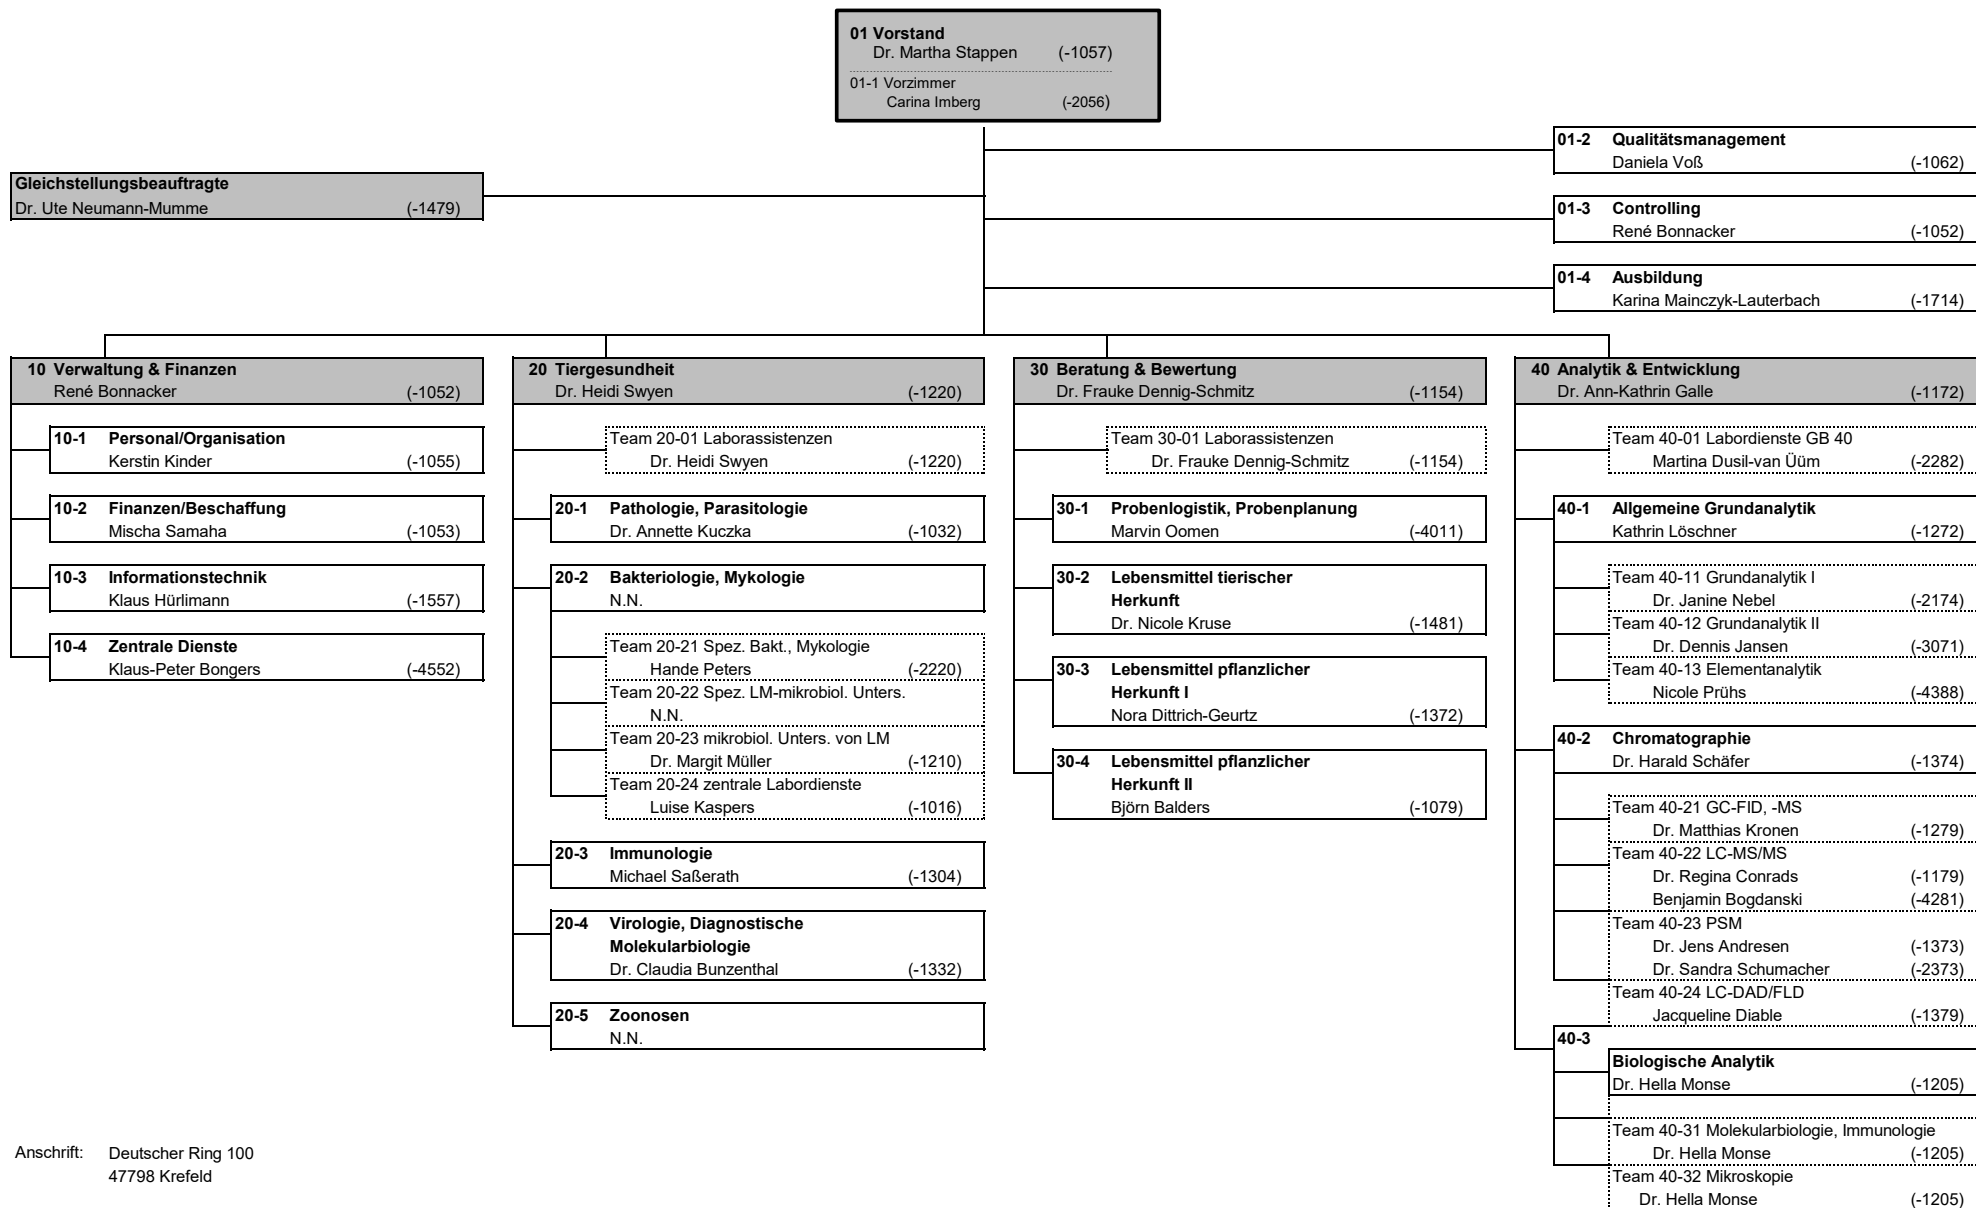 01 Vorstand
Dr. Martha Stappen (-1057)
01-1 Vorzimmer
Carina Imberg (-2056)
01-2 Qualitätsmanagement
Daniela Voß (-1062)
Gleichstellungsbeauftragte
Dr. Ute Neumann-Mumme (-1479)
01-3 Controlling
René Bonnacker (-1052)
01-4 Ausbildung
Karina Mainczyk-Lauterbach (-1714)
10 Verwaltung & Finanzen
René Bonnacker (-1052)
10-1 Personal/Organisation
Kerstin Kinder (-1055)
10-2 Finanzen/Beschaffung
Mischa Samaha (-1053)
10-3 Informationstechnik
Klaus Hürlimann (-1557)
10-4 Zentrale Dienste
Klaus-Peter Bongers (-4552)
20 Tiergesundheit
Dr. Heidi Swyen (-1220)
Team 20-01 Laborassistenzen
Dr. Heidi Swyen (-1220)
20-1 Pathologie, Parasitologie
Dr. Annette Kuczka (-1032)
20-2 Bakteriologie, Mykologie
N.N.
Team 20-21 Spez. Bakt., Mykologie
Hande Peters (-2220)
Team 20-22 Spez. LM-mikrobiol. Unters.
N.N.
Team 20-23 mikrobiol. Unters. von LM
Dr. Margit Müller (-1210)
Team 20-24 zentrale Labordienste
Luise Kaspers (-1016)
20-3 Immunologie
Michael Saßerath (-1304)
20-4 Virologie, Diagnostische
Molekularbiologie
Dr. Claudia Bunzenthal (-1332)
20-5 Zoonosen
N.N.
30 Beratung & Bewertung
Dr. Frauke Dennig-Schmitz (-1154)
Team 30-01 Laborassistenzen
Dr. Frauke Dennig-Schmitz (-1154)
30-1 Probenlogistik, Probenplanung
Marvin Oomen (-4011)
30-2 Lebensmittel tierischer
Herkunft
Dr. Nicole Kruse (-1481)
30-3 Lebensmittel pflanzlicher
Herkunft I
Nora Dittrich-Geurtz (-1372)
30-4 Lebensmittel pflanzlicher
Herkunft II
Björn Balders (-1079)
40 Analytik & Entwicklung
Dr. Ann-Kathrin Galle (-1172)
Team 40-01 Labordienste GB 40
Martina Dusil-van Üüm (-2282)
40-1 Allgemeine Grundanalytik
Kathrin Löschner (-1272)
Team 40-11 Grundanalytik I
Dr. Janine Nebel (-2174)
Team 40-12 Grundanalytik II
Dr. Dennis Jansen (-3071)
Team 40-13 Elementanalytik
Nicole Prühs (-4388)
40-2 Chromatographie
Dr. Harald Schäfer (-1374)
Team 40-21 GC-FID, -MS
Dr. Matthias Kronen (-1279)
Team 40-22 LC-MS/MS
Dr. Regina Conrads (-1179)
Benjamin Bogdanski (-4281)
Team 40-23 PSM
Dr. Jens Andresen (-1373)
Dr. Sandra Schumacher (-2373)
Team 40-24 LC-DAD/FLD
Jacqueline Diable (-1379)
40-3
Biologische Analytik
Dr. Hella Monse (-1205)
Team 40-31 Molekularbiologie, Immunologie
Dr. Hella Monse (-1205)
Team 40-32 Mikroskopie
Dr. Hella Monse (-1205)
Anschrift: Deutscher Ring 100
47798 Krefeld